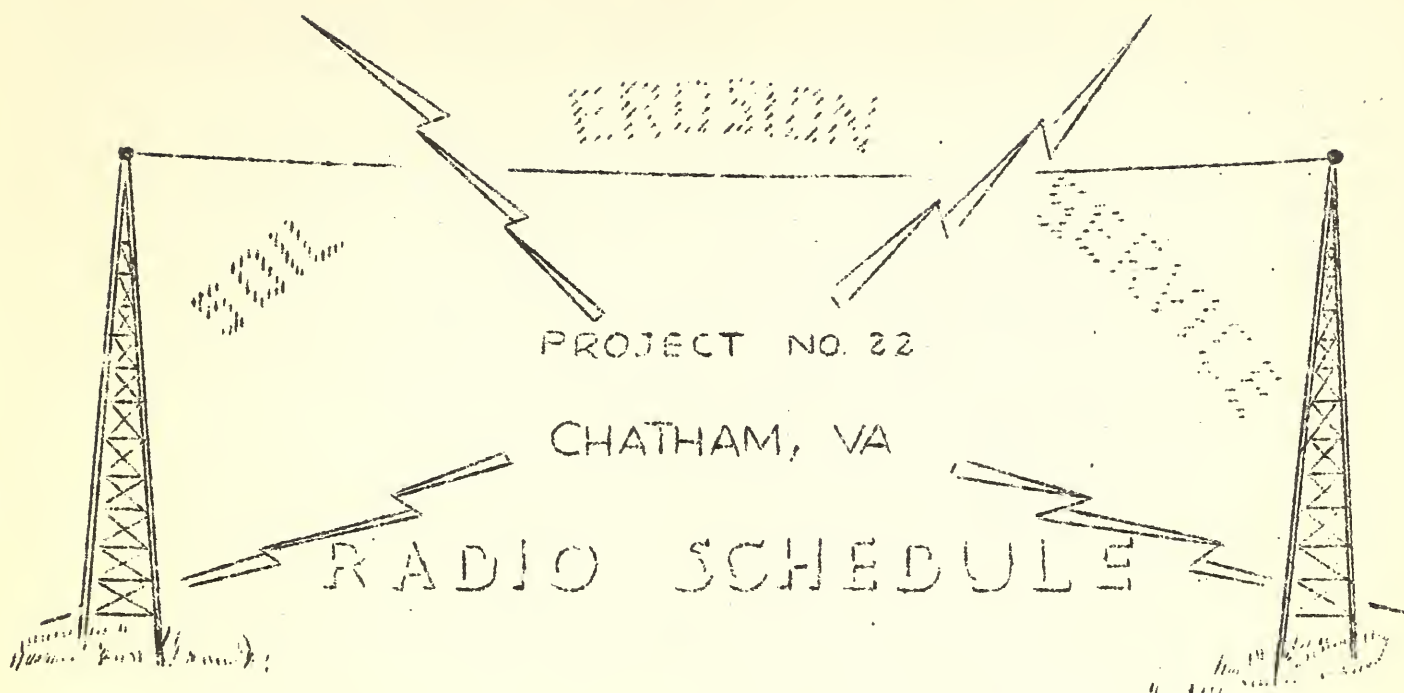 SOIL
EROSION
SERVICE
PROJECT NO. 22
CHATHAM, VA
RADIO SCHEDULE